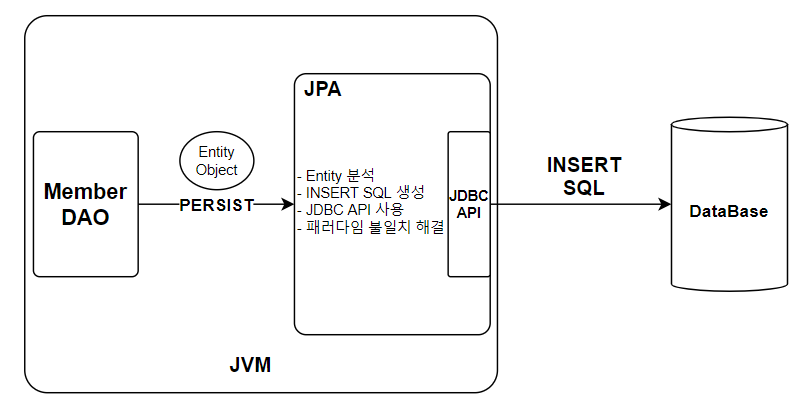 JPA
Entity
Object
Member
DAO
PERSIST
- Entity 분석
- INSERT SQL 생성
- JDBC API 사용
- 패러다임 불일치 해결
JDBC
API
INSERT
SQL
DataBase
JVM